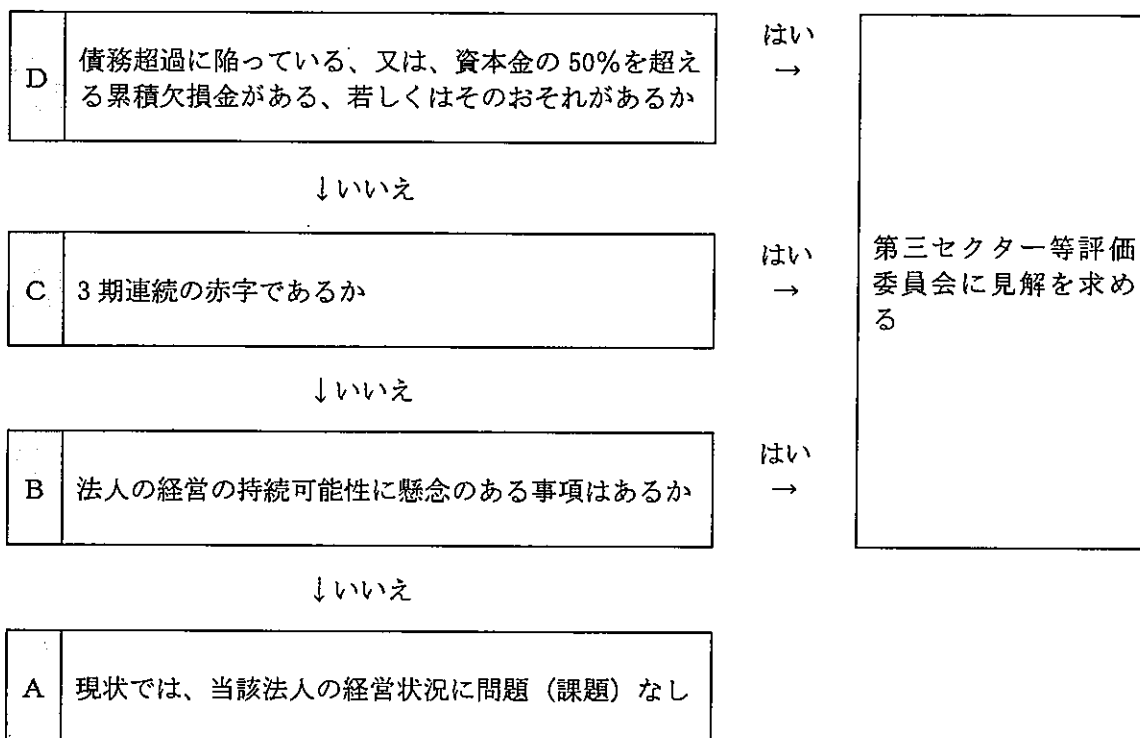 D
債務超過に陥っている、又は、資本金の50%を超え
る累積欠損金がある、若しくはそのおそれがあるか
はい
→
↓いいえ
C
3期連続の赤字であるか
はい
→
第三セクター等評価
委員会に見解を求め
る
↓いいえ
B
法人の経営の持続可能性に懸念のある事項はあるか
はい
→
↓いいえ
A
現状では、当該法人の経営状況に問題（課題）なし